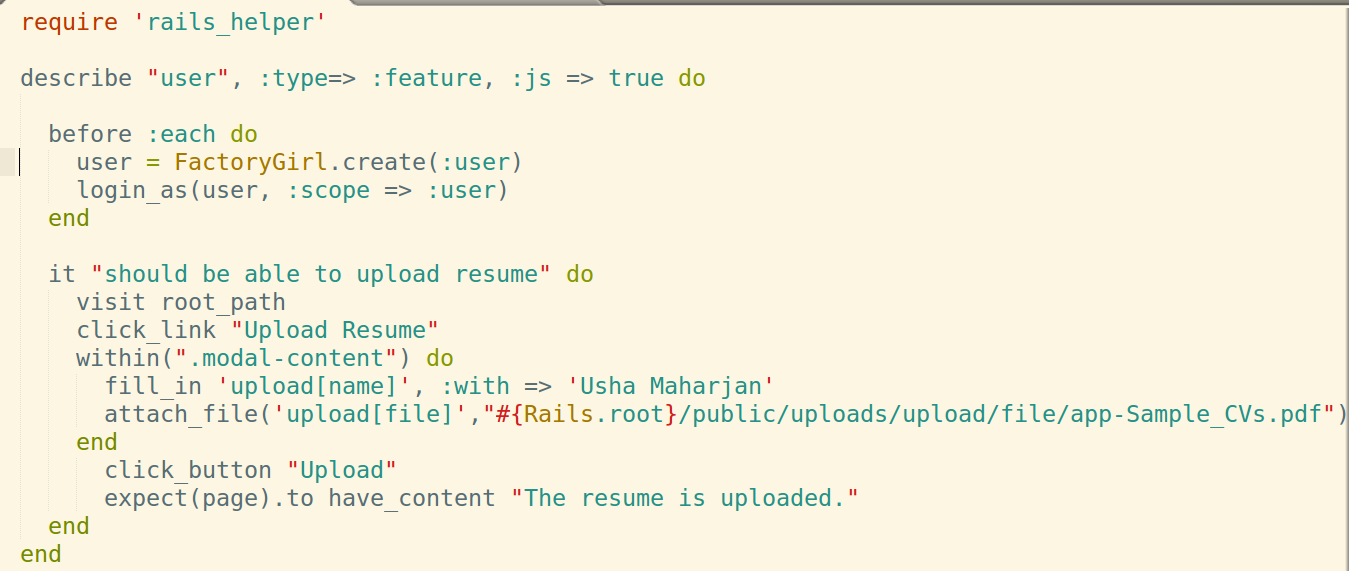 require 'rails_helper'
describe "user", :type=> :feature, :js => true do
before :each do
user = FactoryGirl.create(:user)
login_as(user, :scope => :user)
end
it "should be able to upload resume" do
visit root_path
click_link "Upload Resume"
within(".modal-content") do
fill_in 'upload[name]', :with => 'Usha Maharjan'
attach_file('upload[file]',"#{Rails.root}/public/uploads/upload/file/app-Sample_CVs.pdf")
end
click_button "Upload"
expect(page).to have_content "The resume is uploaded."
end
end